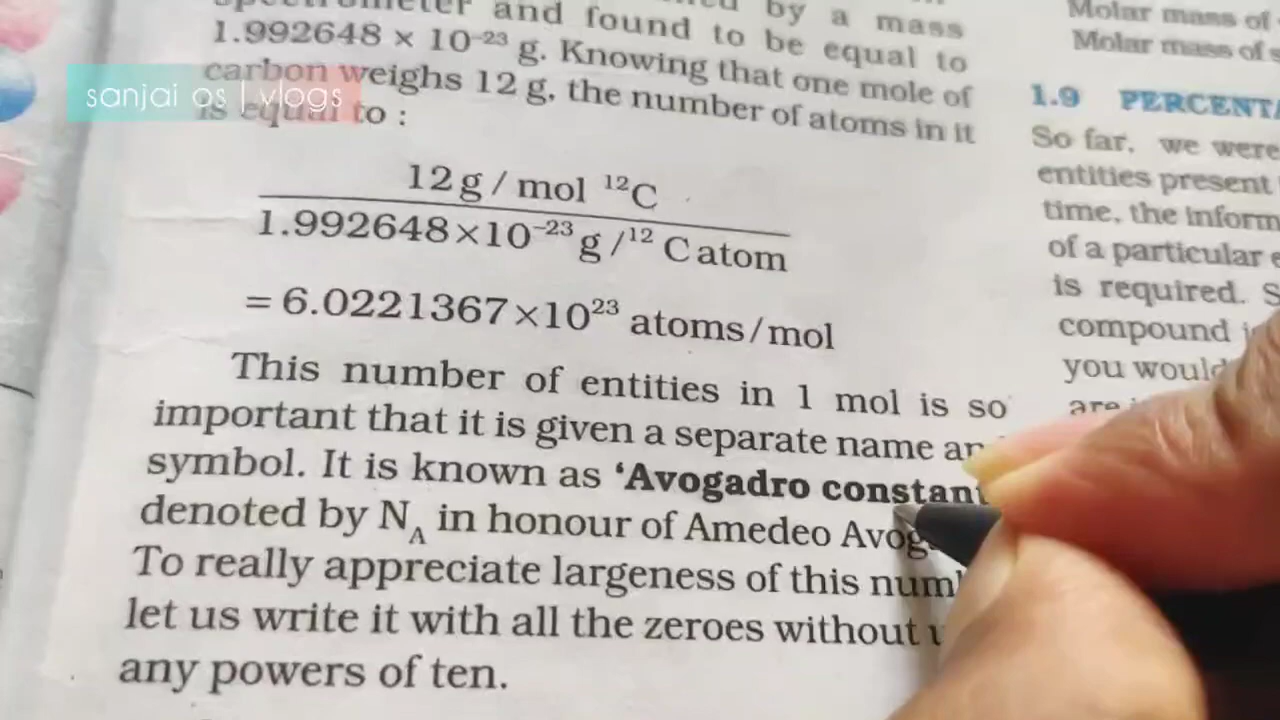 and found to be equal to
by a mass
1.992648 × 10⁻²³ g. Knowing that one mole of
carbon weighs 12 g, the number of atoms in it
is equal to :
sanjai os | vlogs
12 g / mol ¹²C
1.992648×10⁻²³ g /¹² C atom
= 6.0221367×10²³ atoms/mol
This number of entities in 1 mol is so
important that it is given a separate name
symbol. It is known as ‘Avogadro constant
denoted by N_A in honour of Amedeo
To really appreciate largeness of this
let us write it with all the zeroes without
any powers of ten.
Molar mass of
Molar mass of
1.9 PERCENTA
So far, we were
entities present
time, the inform
of a particular
is required.
compound
you would
are